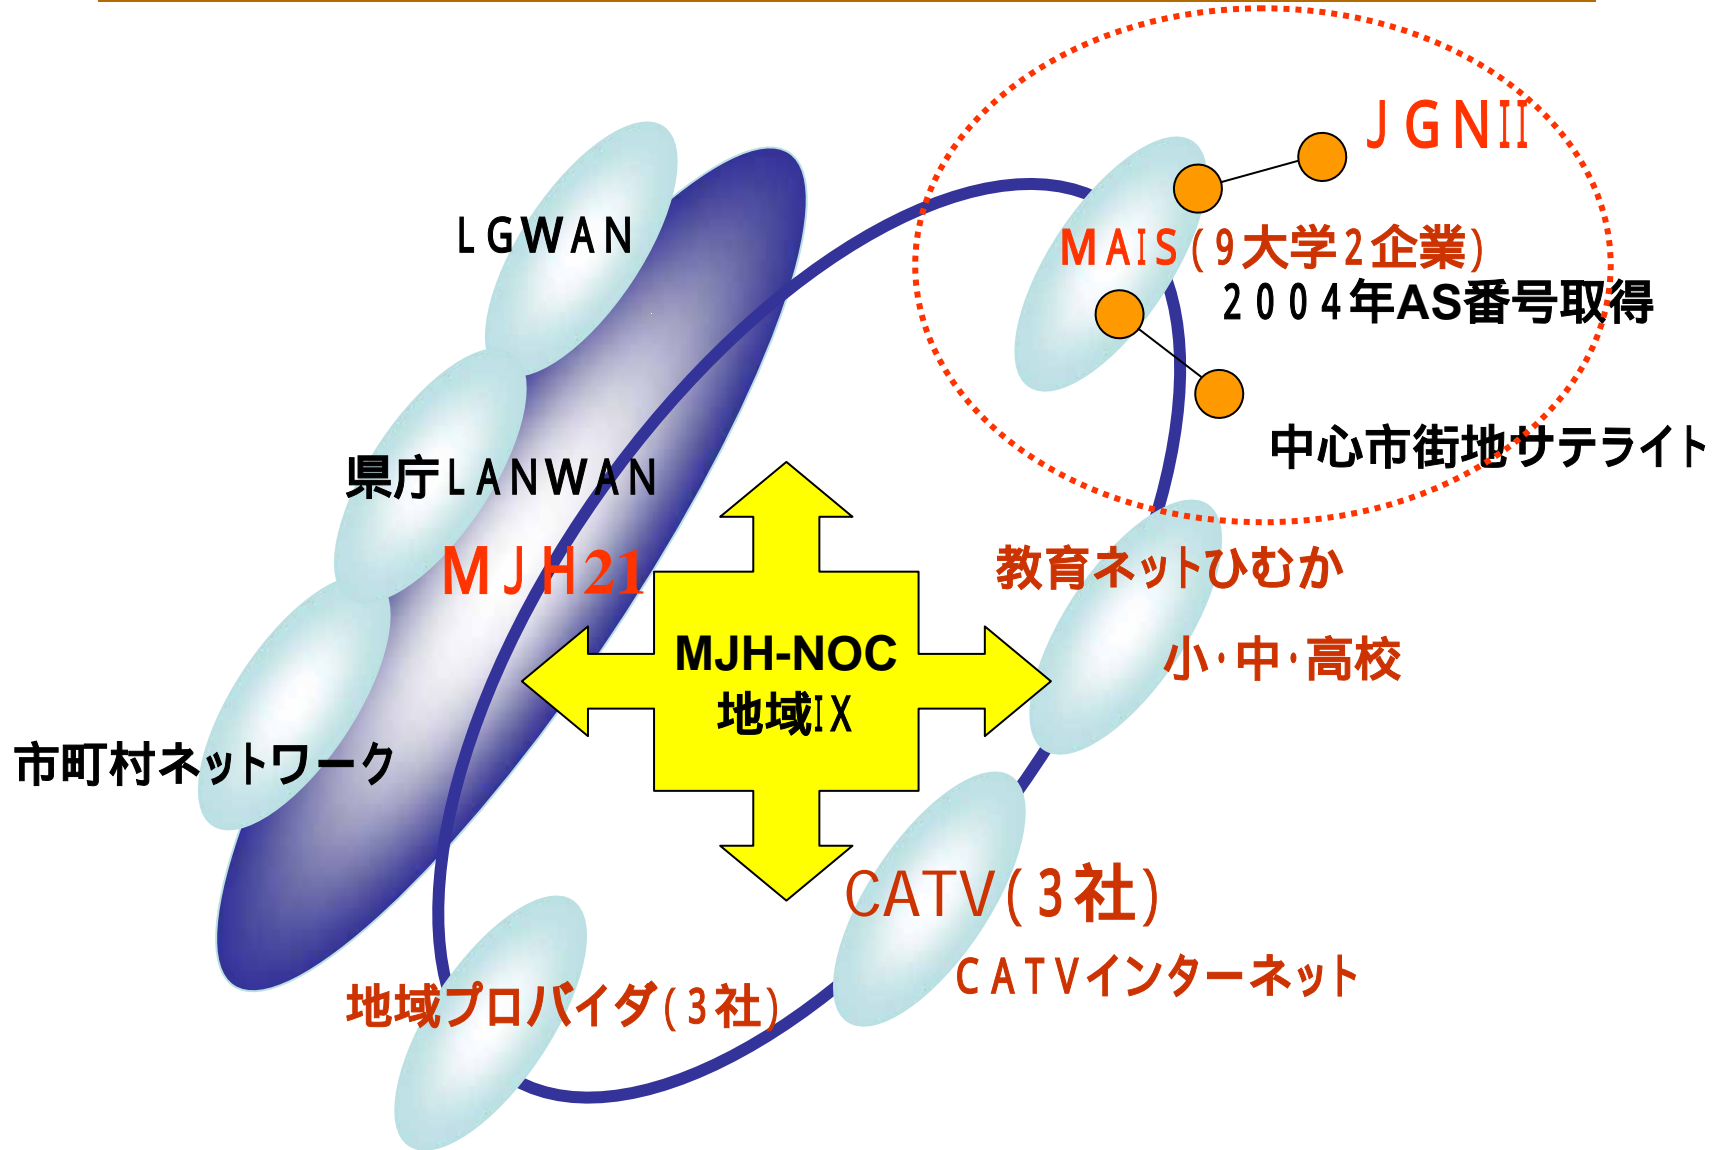 ＪＧＮII
ＬＧＷＡＮ
ＭＡＩＳ(９大学２企業)
２００４年AS番号取得
中心市街地サテライト
県庁ＬＡＮＷＡＮ
ＭＪＨ21
教育ネットひむか
MJH-NOC
地域ＩＸ
小・中・高校
市町村ネットワーク
CATV(３社)
ＣＡＴＶインターネット
地域プロバイダ(３社)